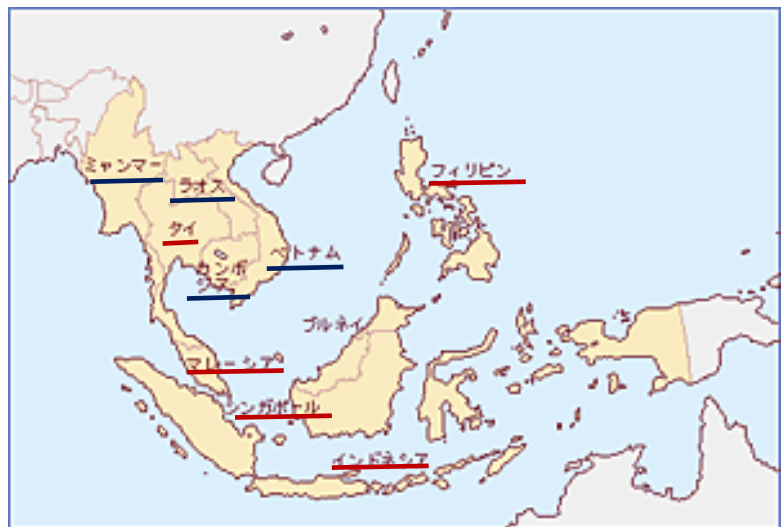 ミャンマー
ラオス
フィリピン
タイ
ベトナム
カンボ
ジア
ブルネイ
マレーシア
シンガポール
インドネシア